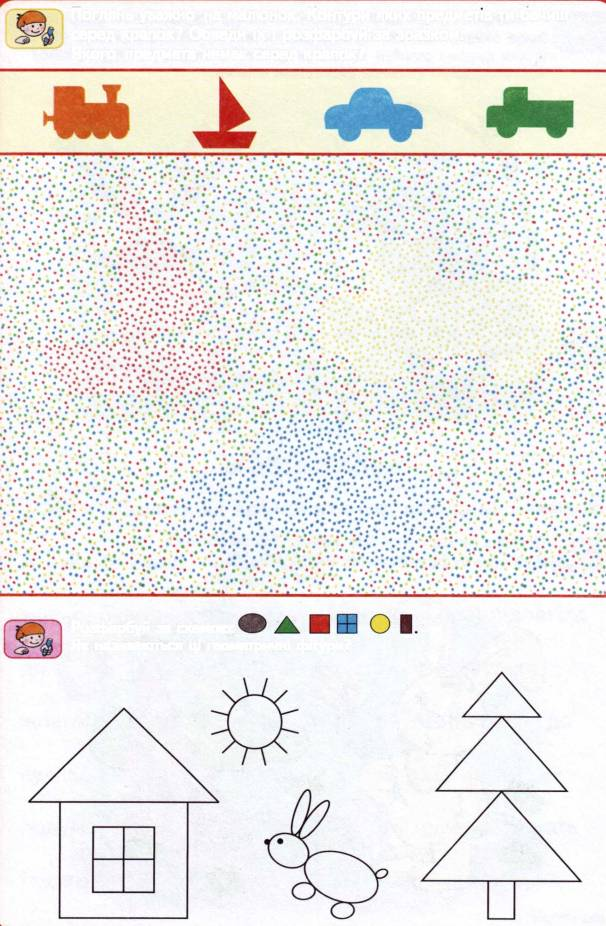 Поглянь уважно на малюнок. Контури яких предметів ти бачиш
серед крапок? Обведи їх і розфарбуй за зразком.
Якого предмета немає серед крапок?
Розфарбуй за схемою:
Як називаються ці геометричні фігури?